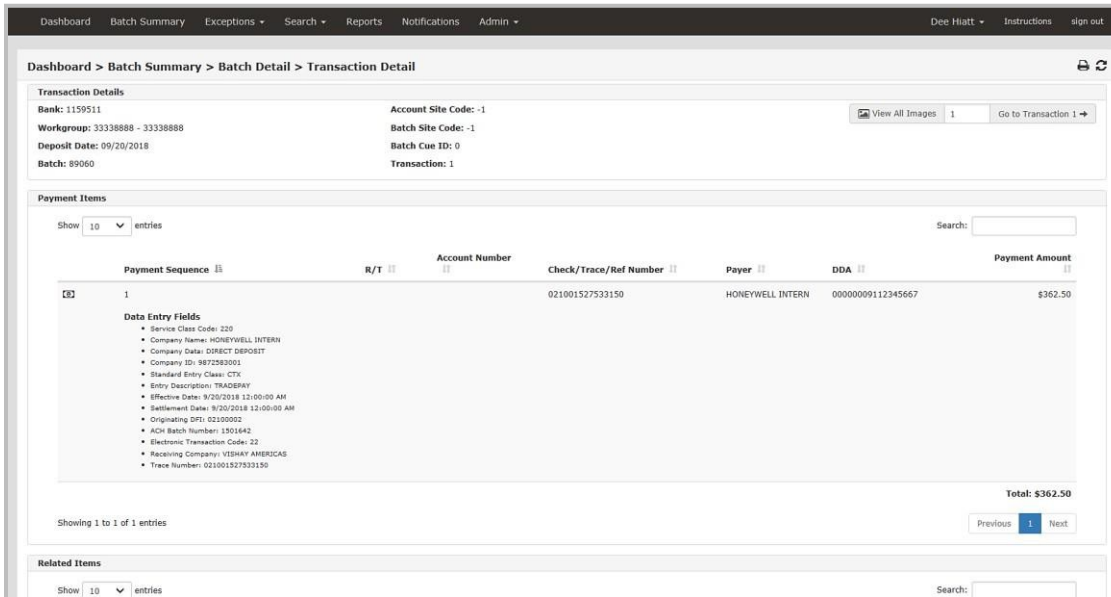 Dashboard Batch Summary Exceptions Search Reports Notifications Admin Dee Hiatt Instructions sign out
Dashboard > Batch Summary > Batch Detail > Transaction Detail
Transaction Details
Bank: 1159511 Account Site Code: -1 View All Images 1 Go to Transaction 1
Workgroup: 33338888 - 33338888 Batch Site Code: -1
Deposit Date: 09/20/2018 Batch Cue ID: 0
Batch: 89060 Transaction: 1
Payment Items
Show 10 entries Search:
Payment Sequence R/T Account Number Check/Trace/Ref Number Payer DDA Payment Amount
1 021001527533150 HONEYWELL INTERN 00000009112345667 $362.50
Data Entry Fields
• Service Class Code: 220
• Company Name: HONEYWELL INTERN
• Company Data: DIRECT DEPOSIT
• Company ID: 9872583001
• Standard Entry Class: CTX
• Entry Description: TRADEPAY
• Effective Date: 9/20/2018 12:00:00 AM
• Settlement Date: 9/20/2018 12:00:00 AM
• Originating DFI: 02100002
• ACH Batch Number: 1501642
• Electronic Transaction Code: 22
• Receiving Company: VISHAY AMERICAS
• Trace Number: 021001527533150
Total: $362.50
Showing 1 to 1 of 1 entries Previous 1 Next
Related Items
Show 10 entries Search: